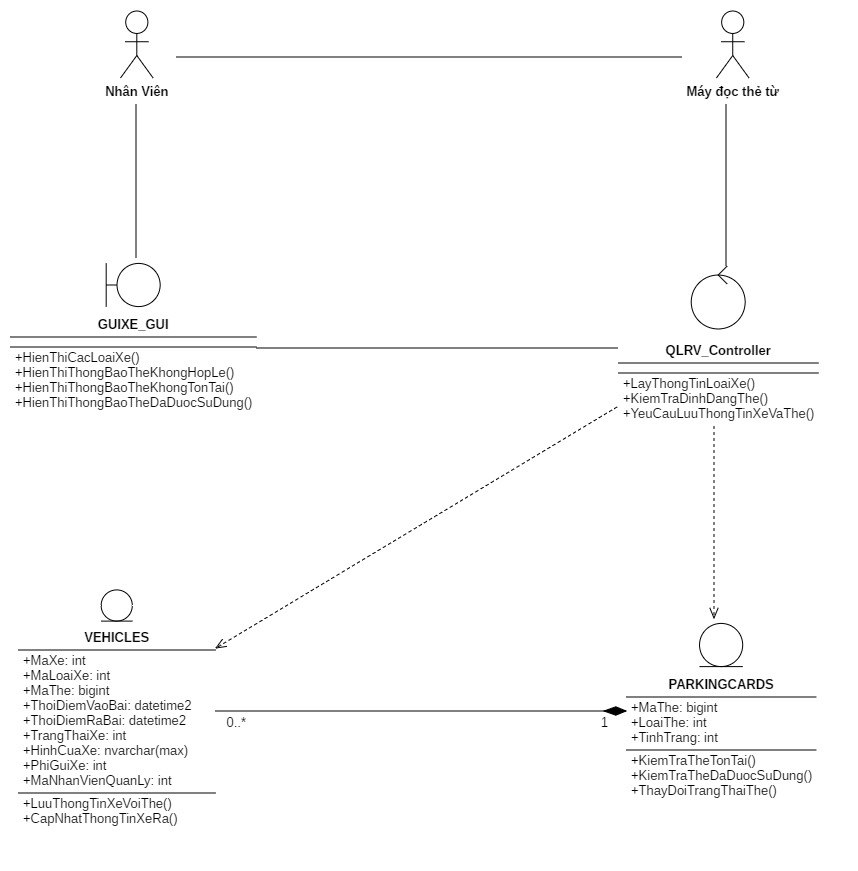 Nhân Viên
Máy đọc thẻ từ
GUIXE_GUI
+HienThiCacLoaiXe()
+HienThiThongBaoTheKhongHopLe()
+HienThiThongBaoTheKhongTonTai()
+HienThiThongBaoTheDaDuocSuDung()
QLRV_Controller
+LayThongTinLoaiXe()
+KiemTraDinhDangThe()
+YeuCauLuuThongTinXeVaThe()
VEHICLES
+MaXe: int
+MaLoaiXe: int
+MaThe: bigint
+ThoiDiemVaoBai: datetime2
+ThoiDiemRaBai: datetime2
+TrangThaiXe: int
+HinhCuaXe: nvarchar(max)
+PhiGuiXe: int
+MaNhanVienQuanLy: int
+LuuThongTinXeVoiThe()
+CapNhatThongTinXeRa()
0..*
1
PARKINGCARDS
+MaThe: bigint
+LoaiThe: int
+TinhTrang: int
+KiemTraTheTonTai()
+KiemTraTheDaDuocSuDung()
+ThayDoiTrangThaiThe()